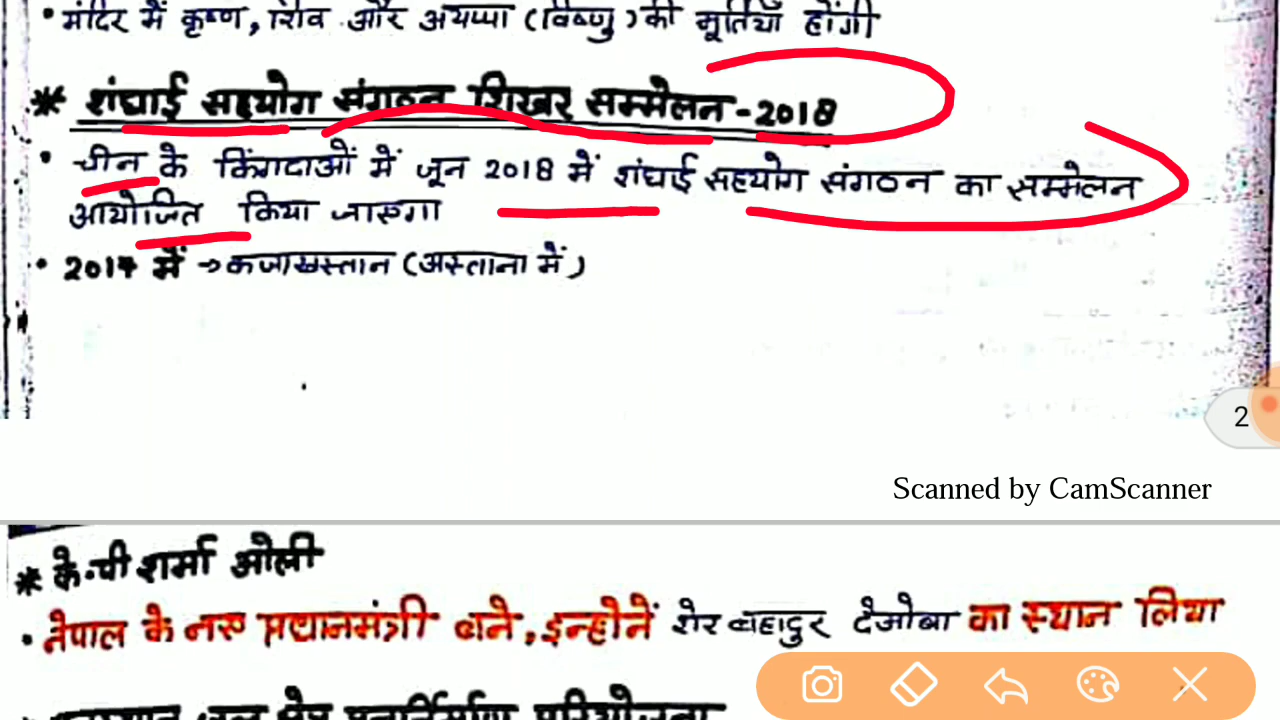 • मंदिर में कृष्ण, शिव और अयप्पा (विष्णु) की मूर्तियाँ होंगी
* शंघाई सहयोग संगठन शिखर सम्मेलन - 2018
• चीन के किंगदाओं में जून 2018 में शंघाई सहयोग संगठन का सम्मेलन
आयोजित किया जाएगा
• 2017 में → कजाखस्तान (अस्ताना में)
2
Scanned by CamScanner
* के.पी शर्मा ओली
• नेपाल के नए प्रधानमंत्री बने, इन्होनें शेर बहादुर देओबा का स्थान लिया